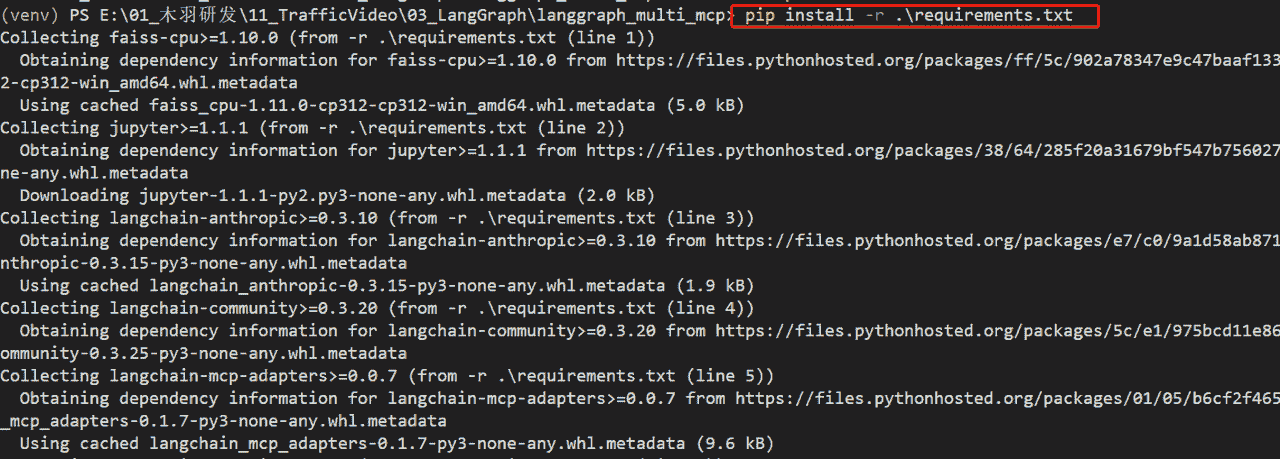 (venv) PS E:\01_木羽研发\11_TrafficVideo\03_LangGraph\langgraph_multi_mcp> pip install -r .\requirements.txt
Collecting faiss-cpu>=1.10.0 (from -r .\requirements.txt (line 1))
  Obtaining dependency information for faiss-cpu>=1.10.0 from https://files.pythonhosted.org/packages/ff/5c/902a78347e9c47baaf133
2-cp312-win_amd64.whl.metadata
  Using cached faiss_cpu-1.11.0-cp312-cp312-win_amd64.whl.metadata (5.0 kB)
Collecting jupyter>=1.1.1 (from -r .\requirements.txt (line 2))
  Obtaining dependency information for jupyter>=1.1.1 from https://files.pythonhosted.org/packages/38/64/285f20a31679bf547b756027
ne-any.whl.metadata
  Downloading jupyter-1.1.1-py2.py3-none-any.whl.metadata (2.0 kB)
Collecting langchain-anthropic>=0.3.10 (from -r .\requirements.txt (line 3))
  Obtaining dependency information for langchain-anthropic>=0.3.10 from https://files.pythonhosted.org/packages/e7/c0/9a1d58ab871
nthropic-0.3.15-py3-none-any.whl.metadata
  Using cached langchain_anthropic-0.3.15-py3-none-any.whl.metadata (1.9 kB)
Collecting langchain-community>=0.3.20 (from -r .\requirements.txt (line 4))
  Obtaining dependency information for langchain-community>=0.3.20 from https://files.pythonhosted.org/packages/5c/e1/975bcd11e86
ommunity-0.3.25-py3-none-any.whl.metadata
Collecting langchain-mcp-adapters>=0.0.7 (from -r .\requirements.txt (line 5))
  Obtaining dependency information for langchain-mcp-adapters>=0.0.7 from https://files.pythonhosted.org/packages/01/05/b6cf2f465
_mcp_adapters-0.1.7-py3-none-any.whl.metadata
  Using cached langchain_mcp_adapters-0.1.7-py3-none-any.whl.metadata (9.6 kB)